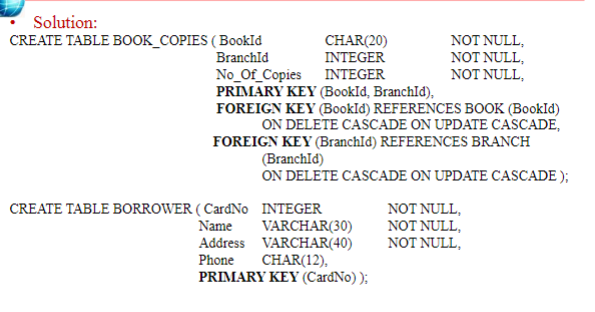 • Solution:
CREATE TABLE BOOK_COPIES ( BookId CHAR(20) NOT NULL,
BranchId INTEGER NOT NULL,
No_Of_Copies INTEGER NOT NULL,
PRIMARY KEY (BookId, BranchId),
FOREIGN KEY (BookId) REFERENCES BOOK (BookId)
ON DELETE CASCADE ON UPDATE CASCADE,
FOREIGN KEY (BranchId) REFERENCES BRANCH
(BranchId)
ON DELETE CASCADE ON UPDATE CASCADE );
CREATE TABLE BORROWER ( CardNo INTEGER NOT NULL,
Name VARCHAR(30) NOT NULL,
Address VARCHAR(40) NOT NULL,
Phone CHAR(12),
PRIMARY KEY (CardNo) );